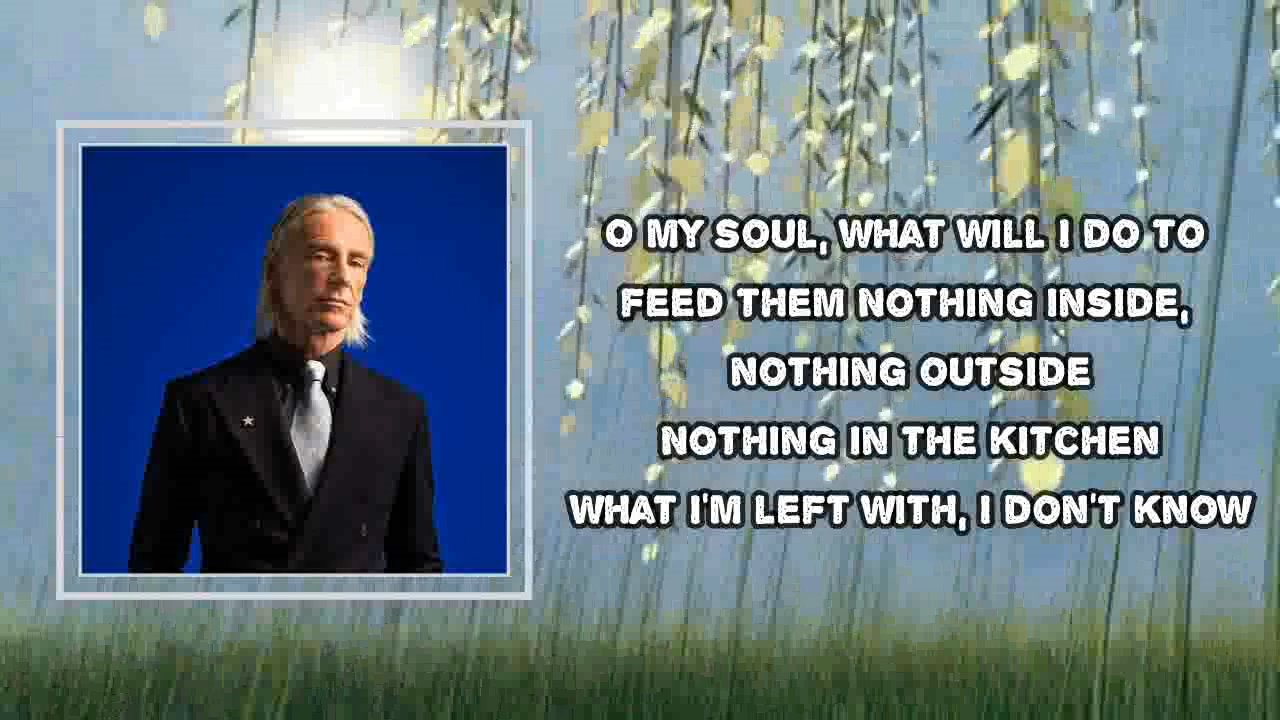 O MY SOUL, WHAT WILL I DO TO
FEED THEM NOTHING INSIDE,
NOTHING OUTSIDE
NOTHING IN THE KITCHEN
WHAT I'M LEFT WITH, I DON'T KNOW